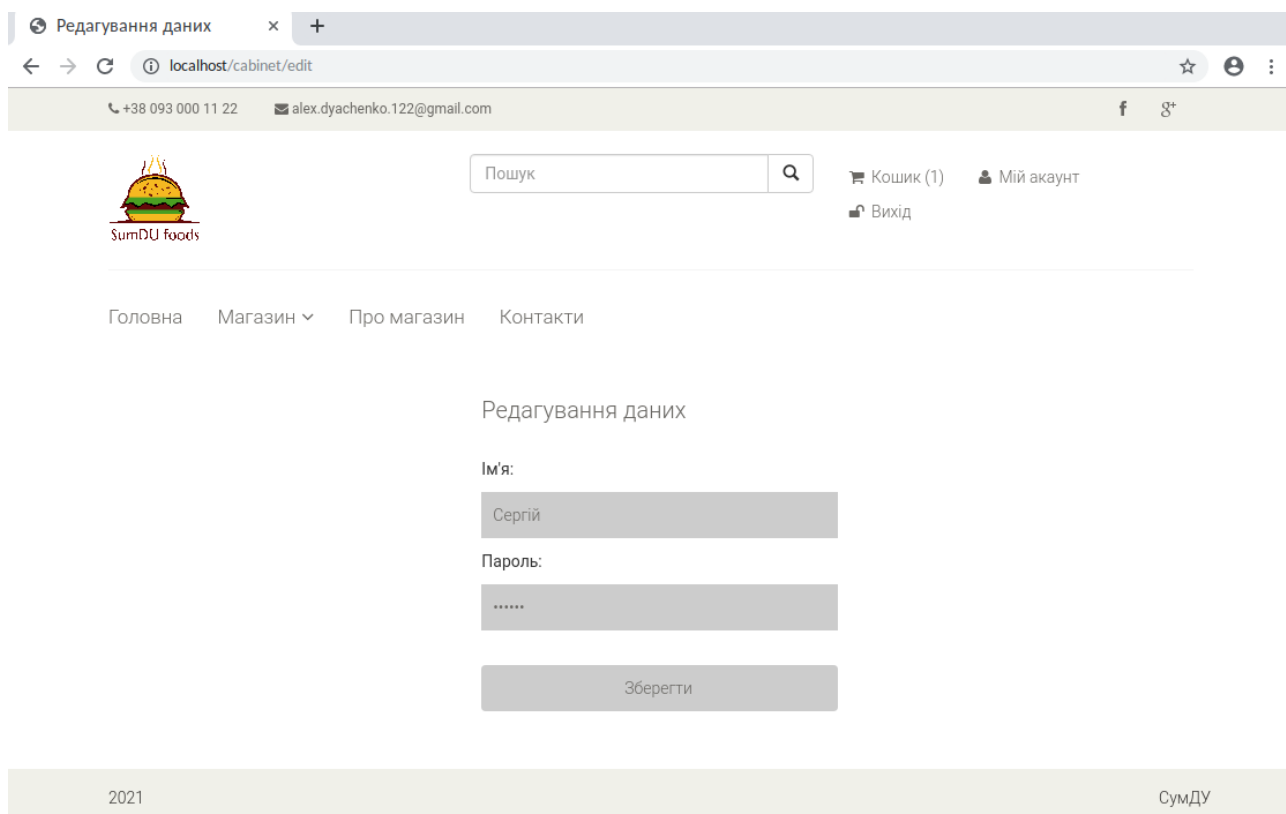 Редагування даних
localhost/cabinet/edit
+38 093 000 11 22 alex.dyachenko.122@gmail.com f g+
SumDU foods
Пошук
Кошик (1) Мій акаунт
Вихід
Головна Магазин Про магазин Контакти
Редагування даних
Ім'я:
Сергій
Пароль:
••••••
Зберегти
2021 СумДУ